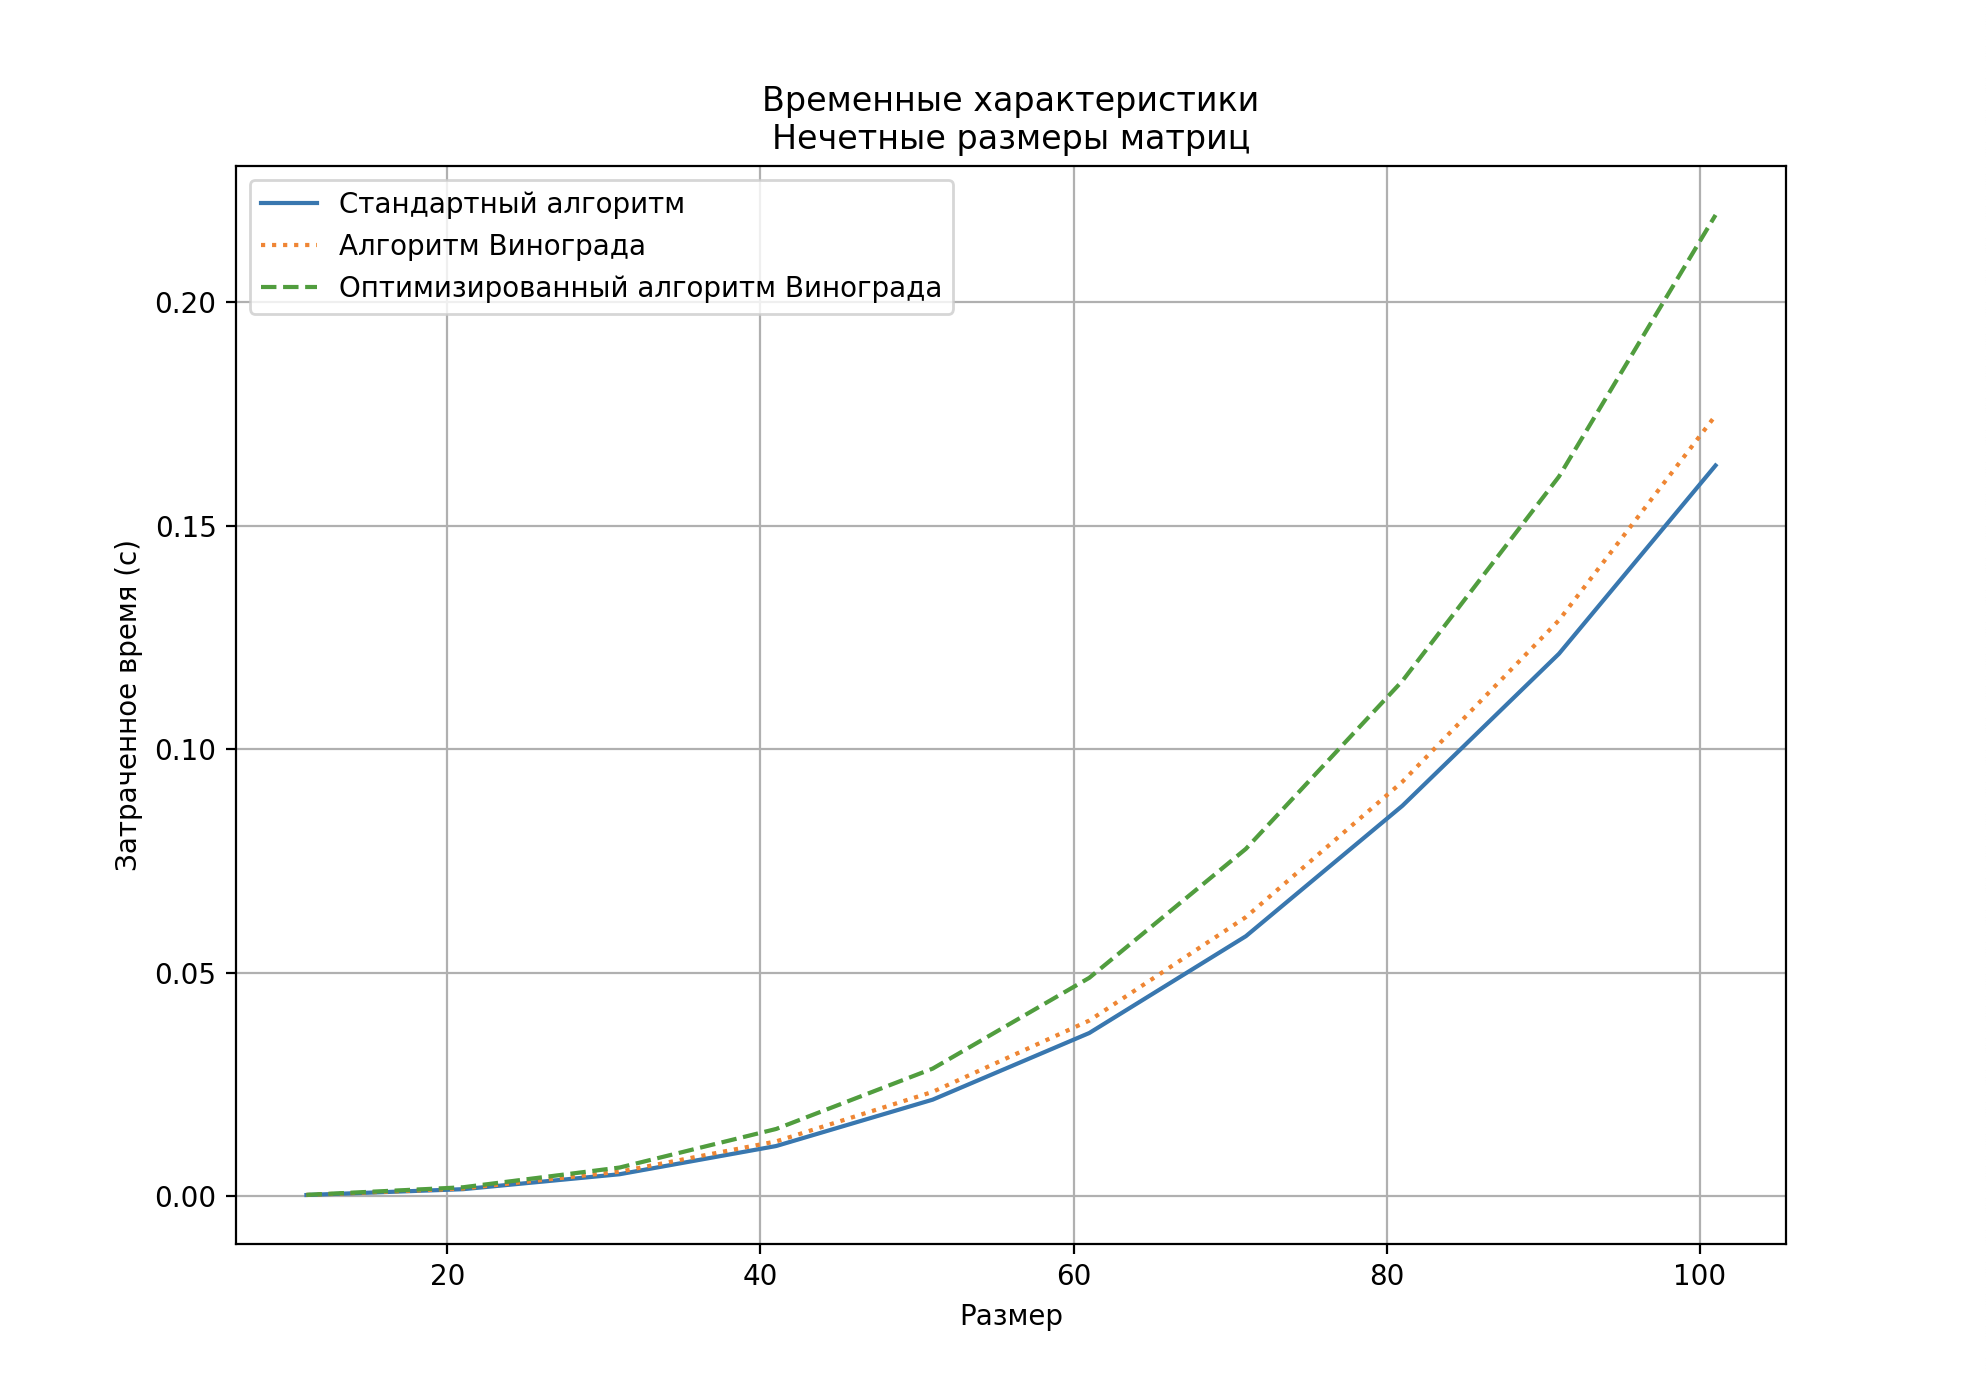 Временные характеристики
Нечетные размеры матриц
Стандартный алгоритм
Алгоритм Винограда
Оптимизированный алгоритм Винограда
Затраченное время (с)
0.20
0.15
0.10
0.05
0.00
20 40 60 80 100
Размер